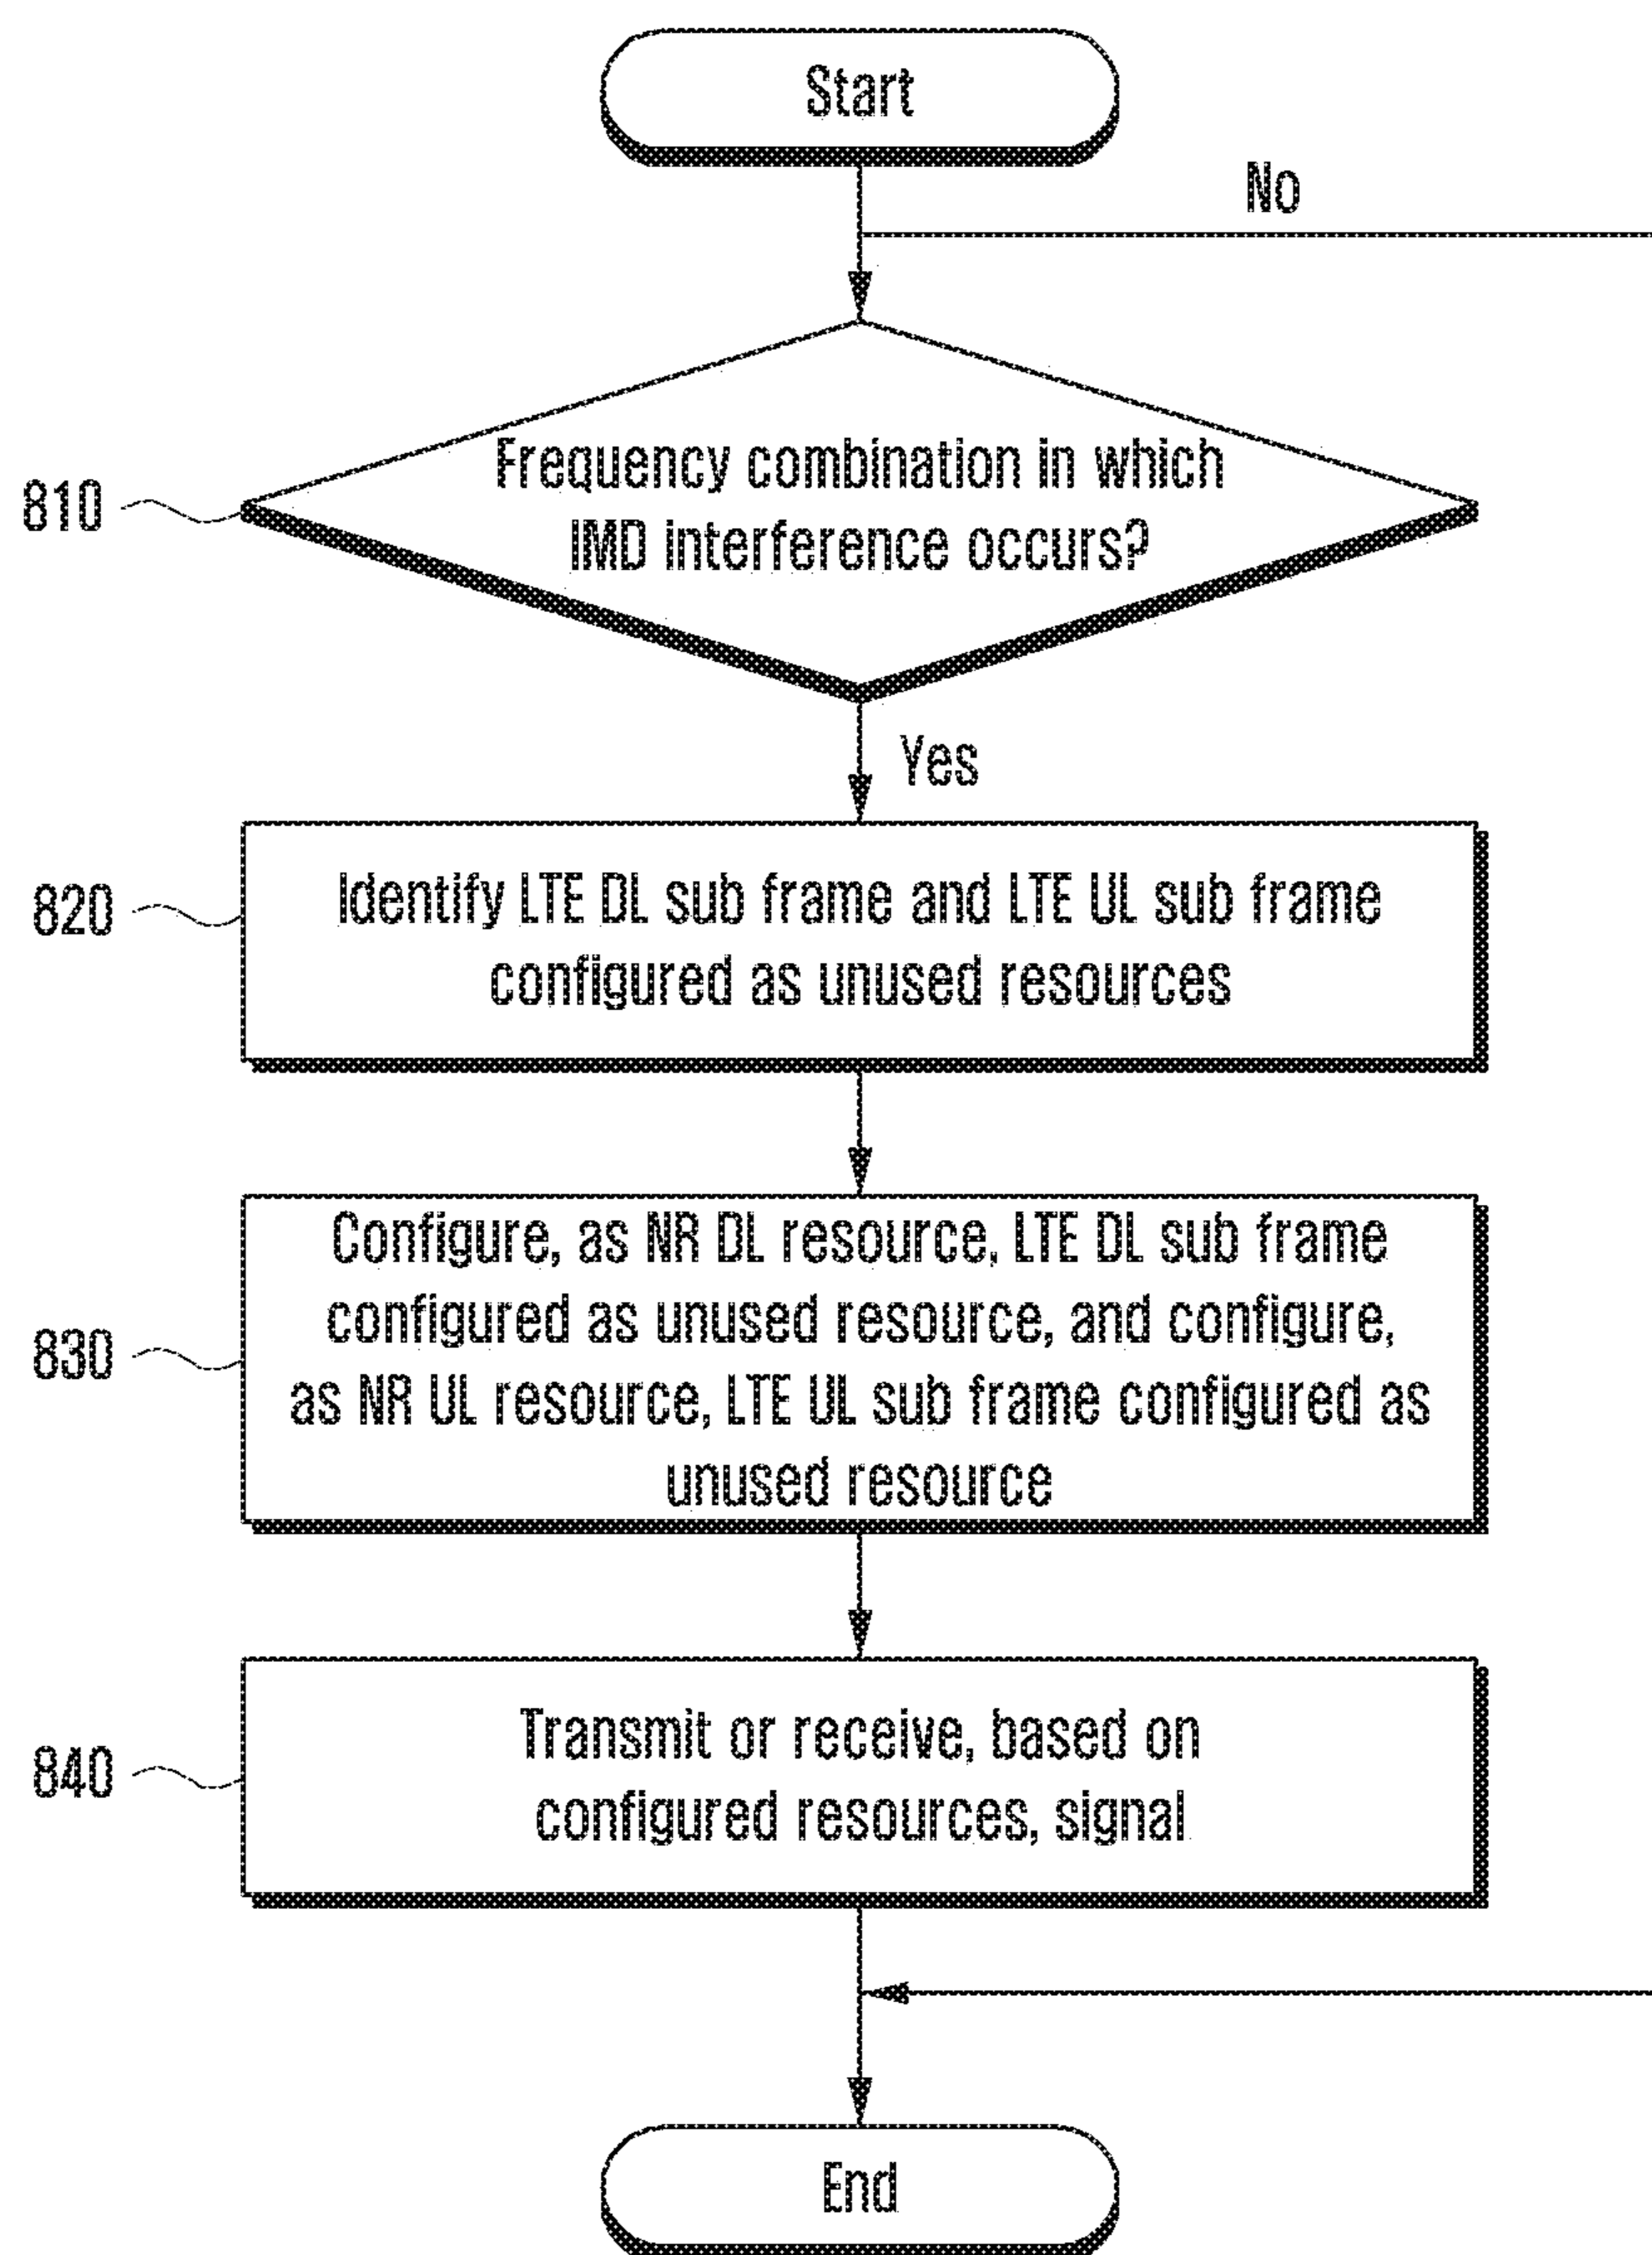 Start
No
810
Frequency combination in which
IMD interference occurs?
Yes
820
Identify LTE DL sub frame and LTE UL sub frame
configured as unused resources
830
Configure, as NR DL resource, LTE DL sub frame
configured as unused resource, and configure,
as NR UL resource, LTE UL sub frame configured as
unused resource
840
Transmit or receive, based on
configured resources, signal
End